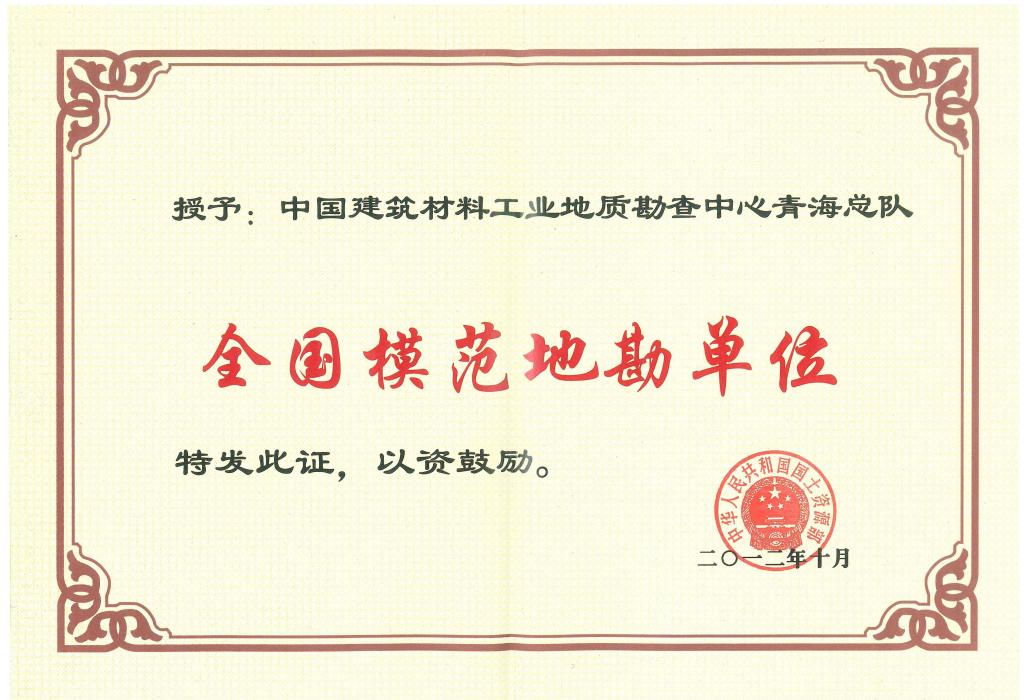 授予：中国建筑材料工业地质勘查中心青海总队
全国模范地勘单位
特发此证，以资鼓励。
中华人民共和国国土资源部
二〇一二年十月